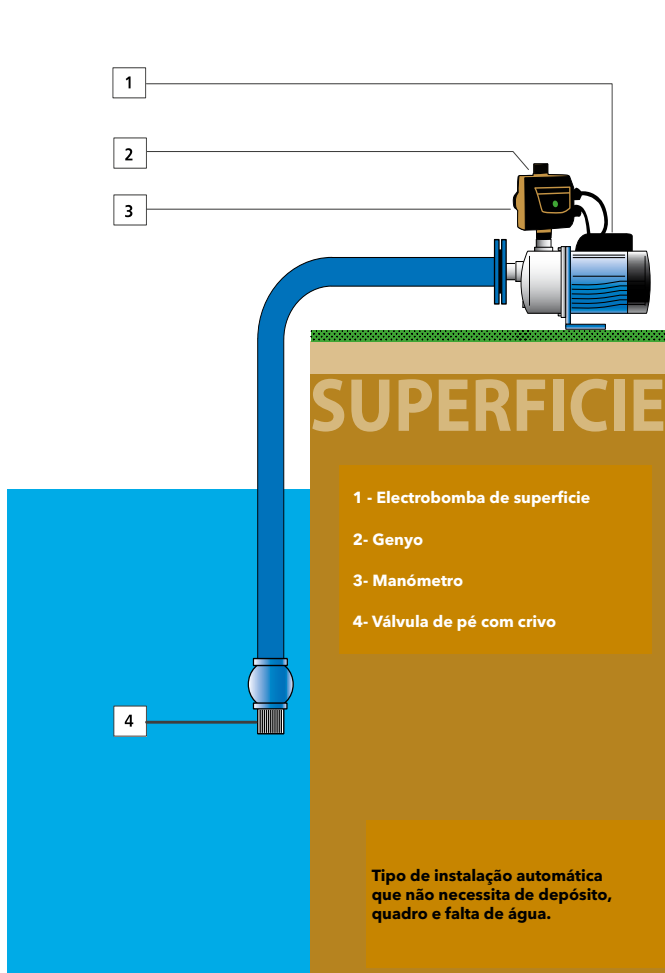 1
2
3
SUPERFICIE
1 - Electrobomba de superficie
2- Genyo
3- Manómetro
4- Válvula de pé com crivo
4
Tipo de instalação automática
que não necessita de depósito,
quadro e falta de água.